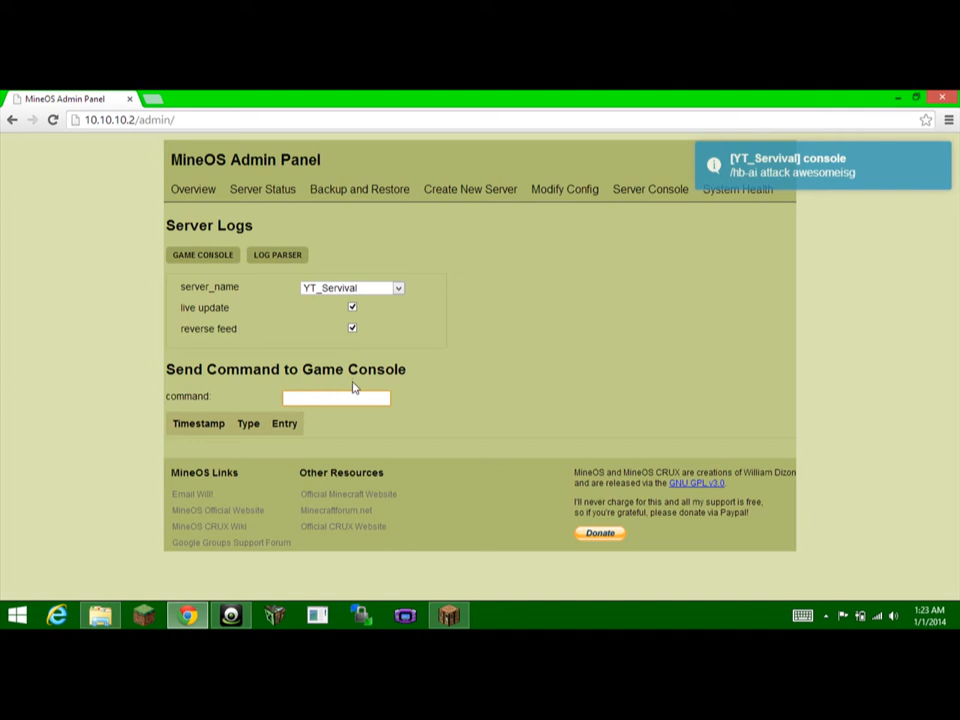 MineOS Admin Panel
10.10.10.2/admin/
MineOS Admin Panel
[YT_Servival] console
/hb-ai attack awesomeisg
Overview Server Status Backup and Restore Create New Server Modify Config Server Console System Health
Server Logs
GAME CONSOLE LOG PARSER
server_name YT_Servival
live update
reverse feed
Send Command to Game Console
command:
Timestamp Type Entry
MineOS Links
Email Will!
MineOS Official Website
MineOS CRUX Wiki
Google Groups Support Forum
Other Resources
Official Minecraft Website
Minecraftforum.net
Official CRUX Website
MineOS and MineOS CRUX are creations of William Dizon
and are released via the GNU GPL v3.0.
I'll never charge for this and all my support is free,
so if you're grateful, please donate via Paypal!
Donate
1:23 AM
1/1/2014